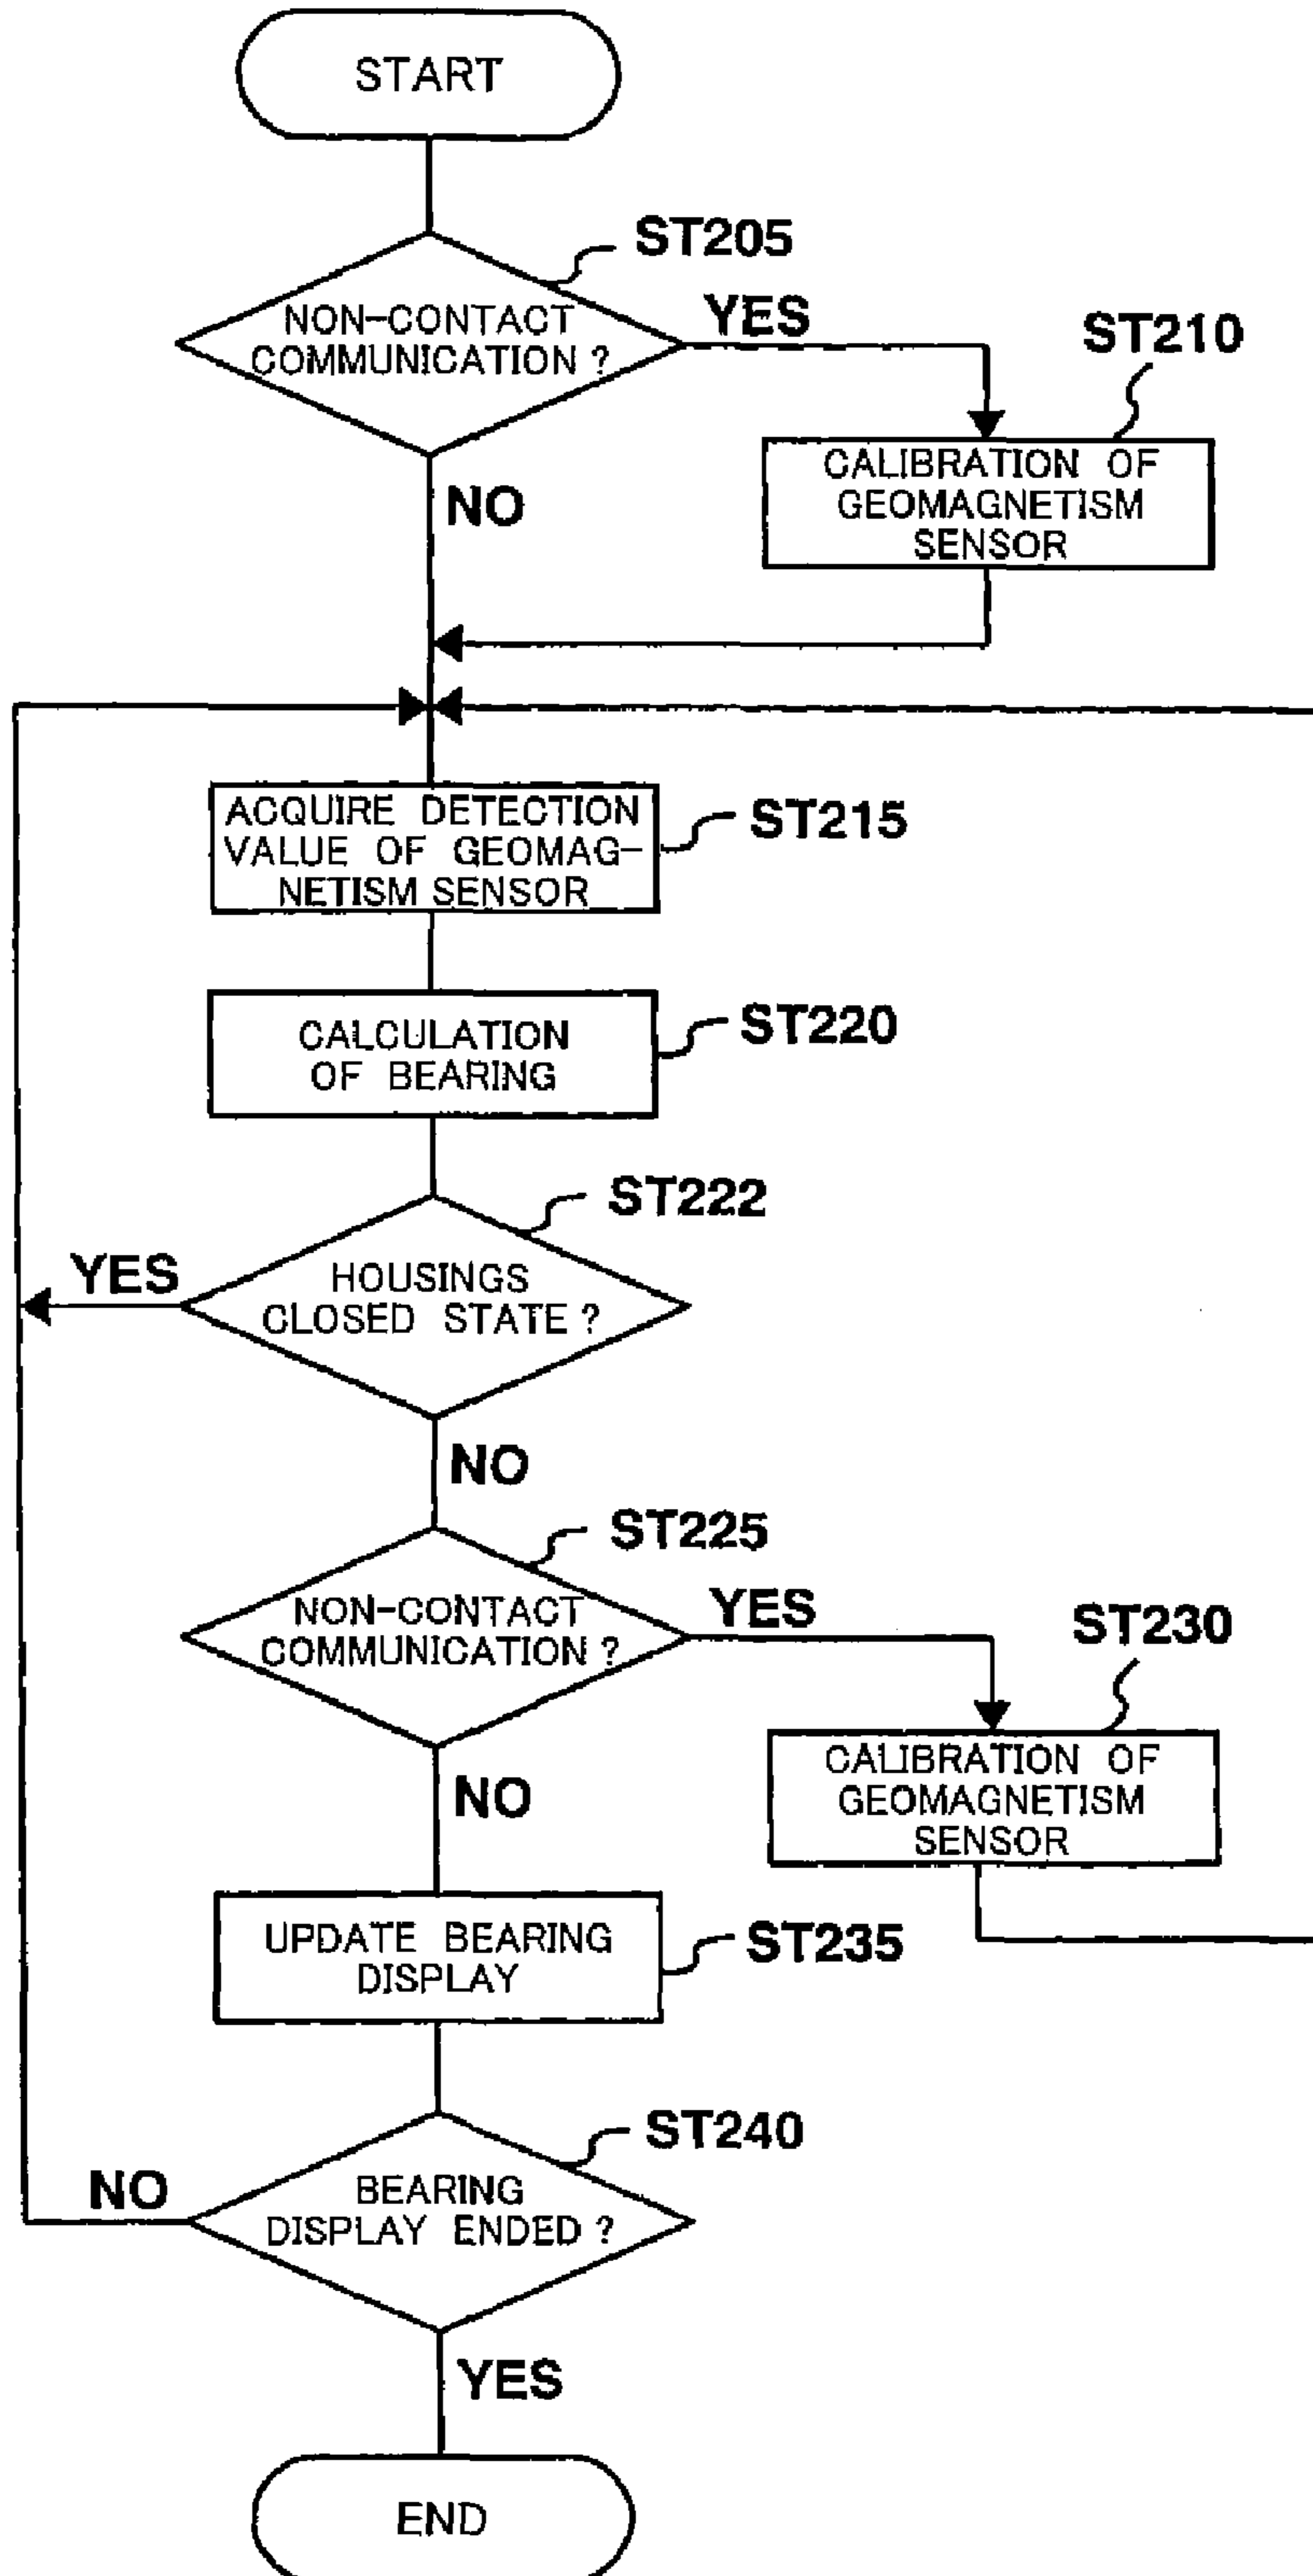 START
ST205
NON-CONTACT
COMMUNICATION ?
YES
ST210
CALIBRATION OF
GEOMAGNETISM
SENSOR
NO
ACQUIRE DETECTION
VALUE OF GEOMAG-
NETISM SENSOR
ST215
CALCULATION
OF BEARING
ST220
ST222
YES
HOUSINGS
CLOSED STATE ?
NO
ST225
NON-CONTACT
COMMUNICATION ?
YES
ST230
CALIBRATION OF
GEOMAGNETISM
SENSOR
NO
UPDATE BEARING
DISPLAY
ST235
ST240
NO
BEARING
DISPLAY ENDED ?
YES
END